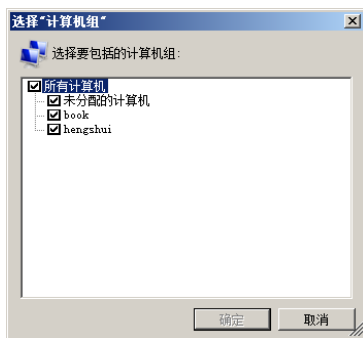 选择"计算机组"
选择要包括的计算机组:
所有计算机
未分配的计算机
book
hengshui
确定
取消